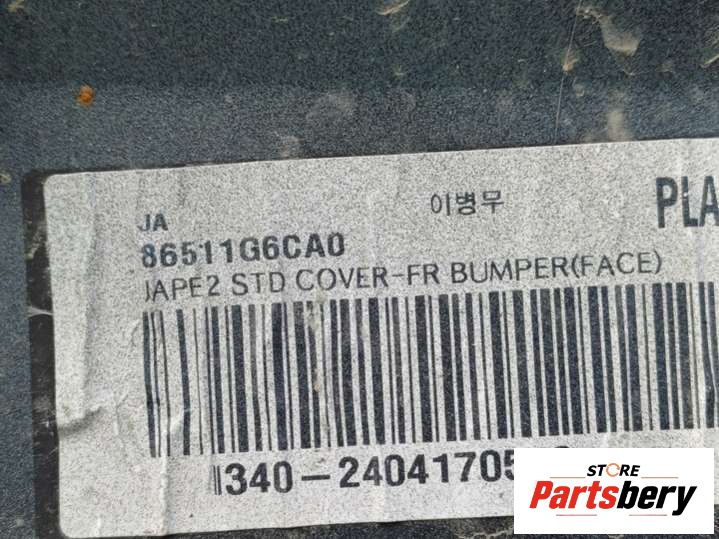 JA 이병무 PLA
86511G6CA0
JAPE2 STD COVER-FR BUMPER(FACE)
340-24041705
STORE
Partsbery